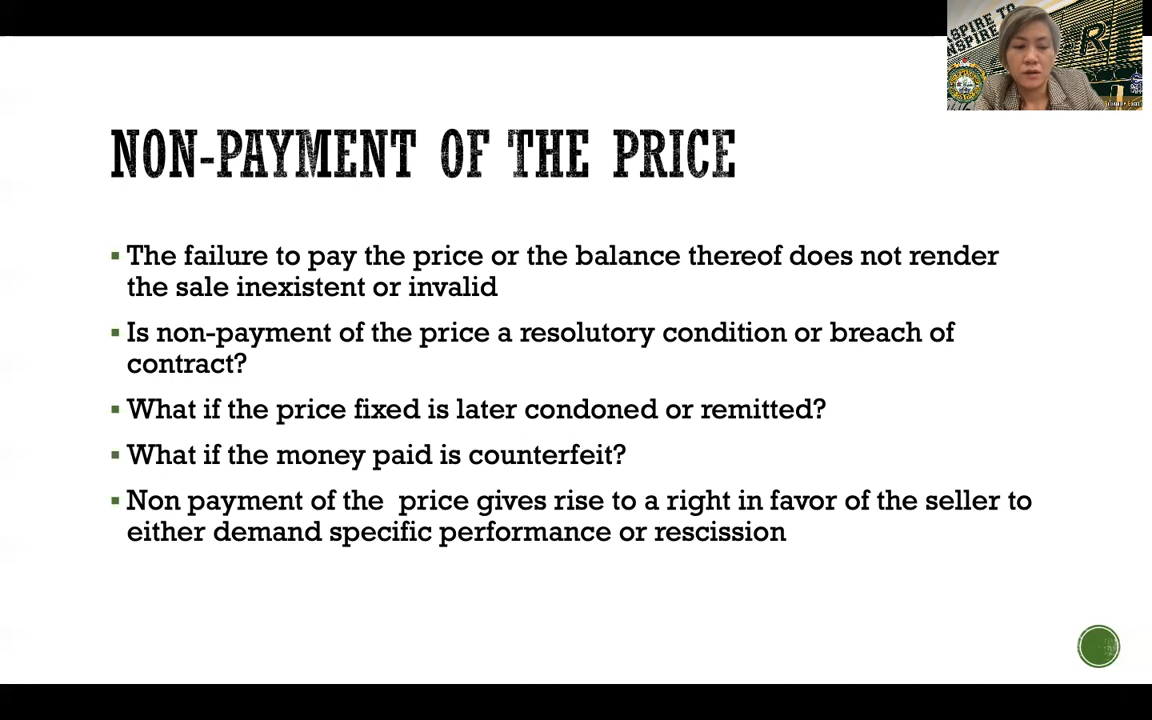 ASPIRE TO
INSPIRE
NON-PAYMENT OF THE PRICE
▪ The failure to pay the price or the balance thereof does not render
the sale inexistent or invalid
▪ Is non-payment of the price a resolutory condition or breach of
contract?
▪ What if the price fixed is later condoned or remitted?
▪ What if the money paid is counterfeit?
▪ Non payment of the  price gives rise to a right in favor of the seller to
either demand specific performance or rescission